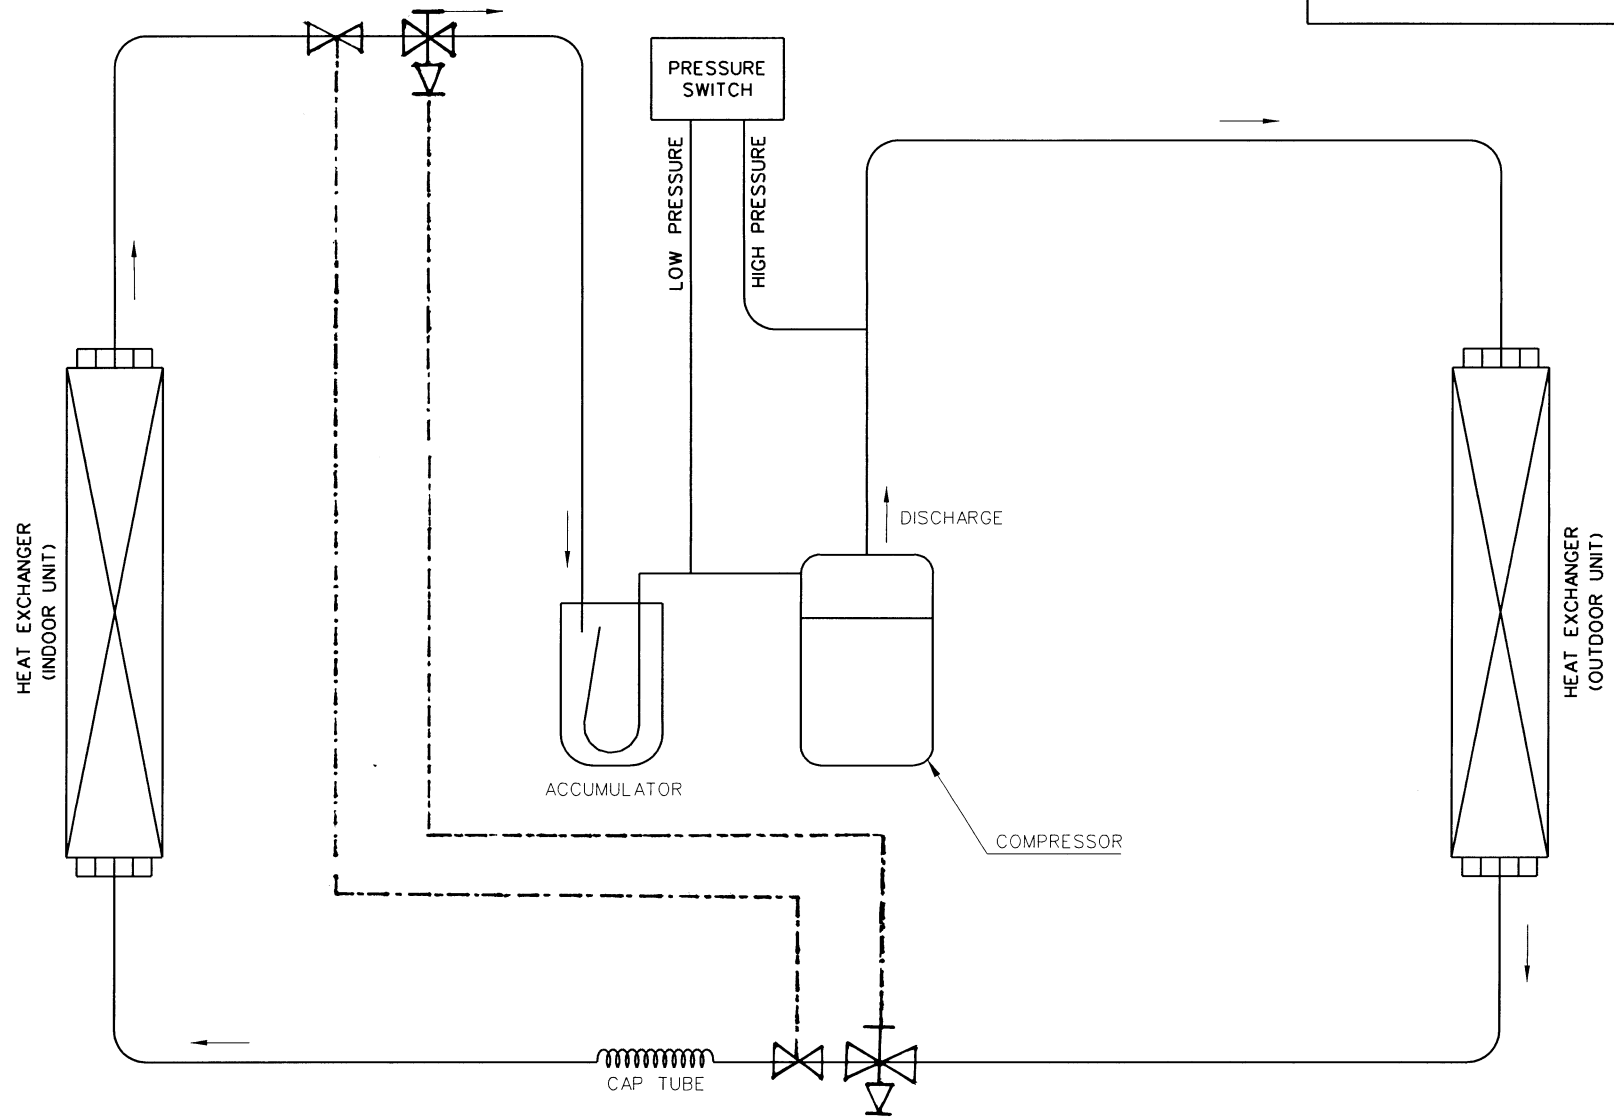 PRESSURE
SWITCH
LOW PRESSURE
HIGH PRESSURE
DISCHARGE
HEAT EXCHANGER
(INDOOR UNIT)
HEAT EXCHANGER
(OUTDOOR UNIT)
ACCUMULATOR
COMPRESSOR
CAP TUBE